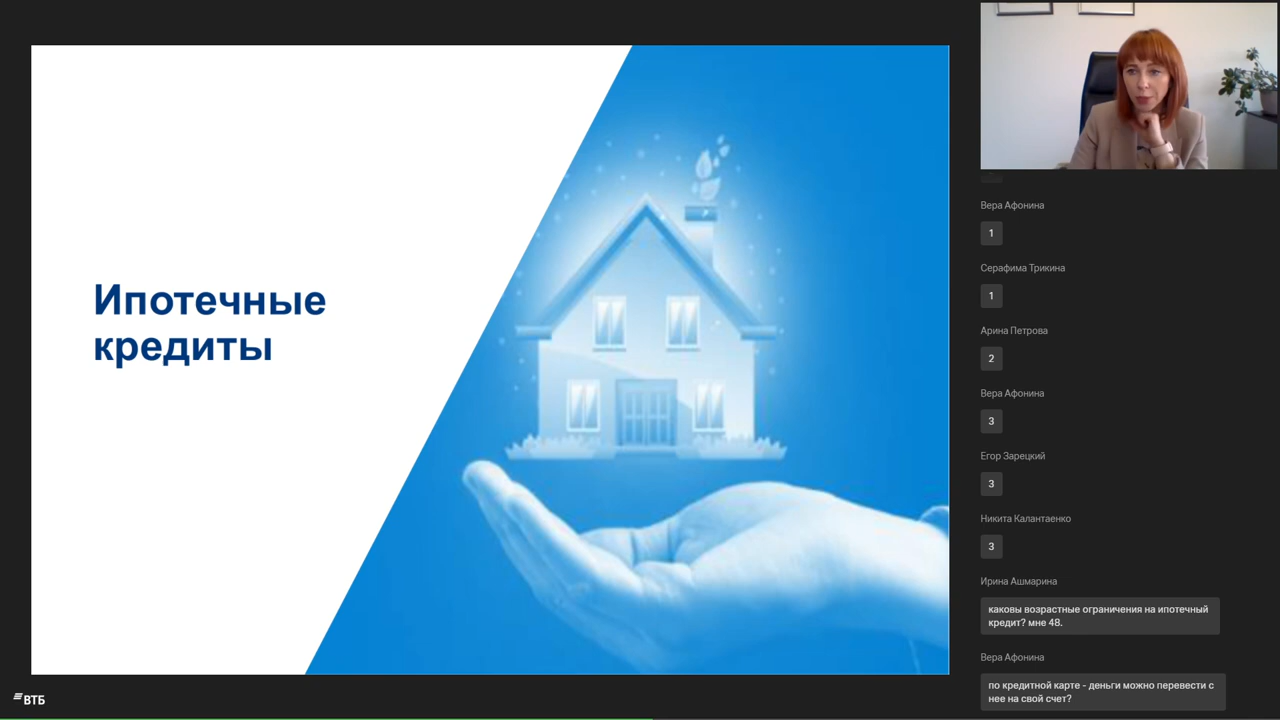 Ипотечные
кредиты
ВТБ
Вера Афонина
1
Серафима Трикина
1
Арина Петрова
2
Вера Афонина
3
Егор Зарецкий
3
Никита Калантаенко
3
Ирина Ашмарина
каковы возрастные ограничения на ипотечный
кредит? мне 48.
Вера Афонина
по кредитной карте - деньги можно перевести с
нее на свой счет?